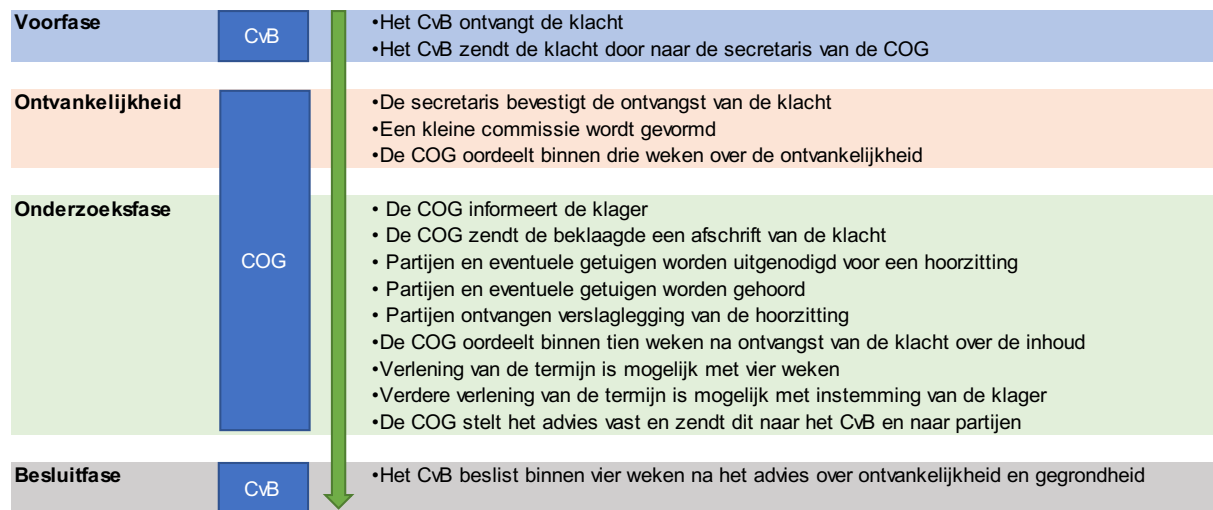 Voorfase
CvB
•Het CvB ontvangt de klacht
•Het CvB zendt de klacht door naar de secretaris van de COG
Ontvankelijkheid
•De secretaris bevestigt de ontvangst van de klacht
•Een kleine commissie wordt gevormd
•De COG oordeelt binnen drie weken over de ontvankelijkheid
Onderzoeksfase
COG
• De COG informeert de klager
• De COG zendt de beklaagde een afschrift van de klacht
• Partijen en eventuele getuigen worden uitgenodigd voor een hoorzitting
• Partijen en eventuele getuigen worden gehoord
• Partijen ontvangen verslaglegging van de hoorzitting
•De COG oordeelt binnen tien weken na ontvangst van de klacht over de inhoud
•Verlening van de termijn is mogelijk met vier weken
•Verdere verlening van de termijn is mogelijk met instemming van de klager
•De COG stelt het advies vast en zendt dit naar het CvB en naar partijen
Besluitfase
CvB
•Het CvB beslist binnen vier weken na het advies over ontvankelijkheid en gegrondheid